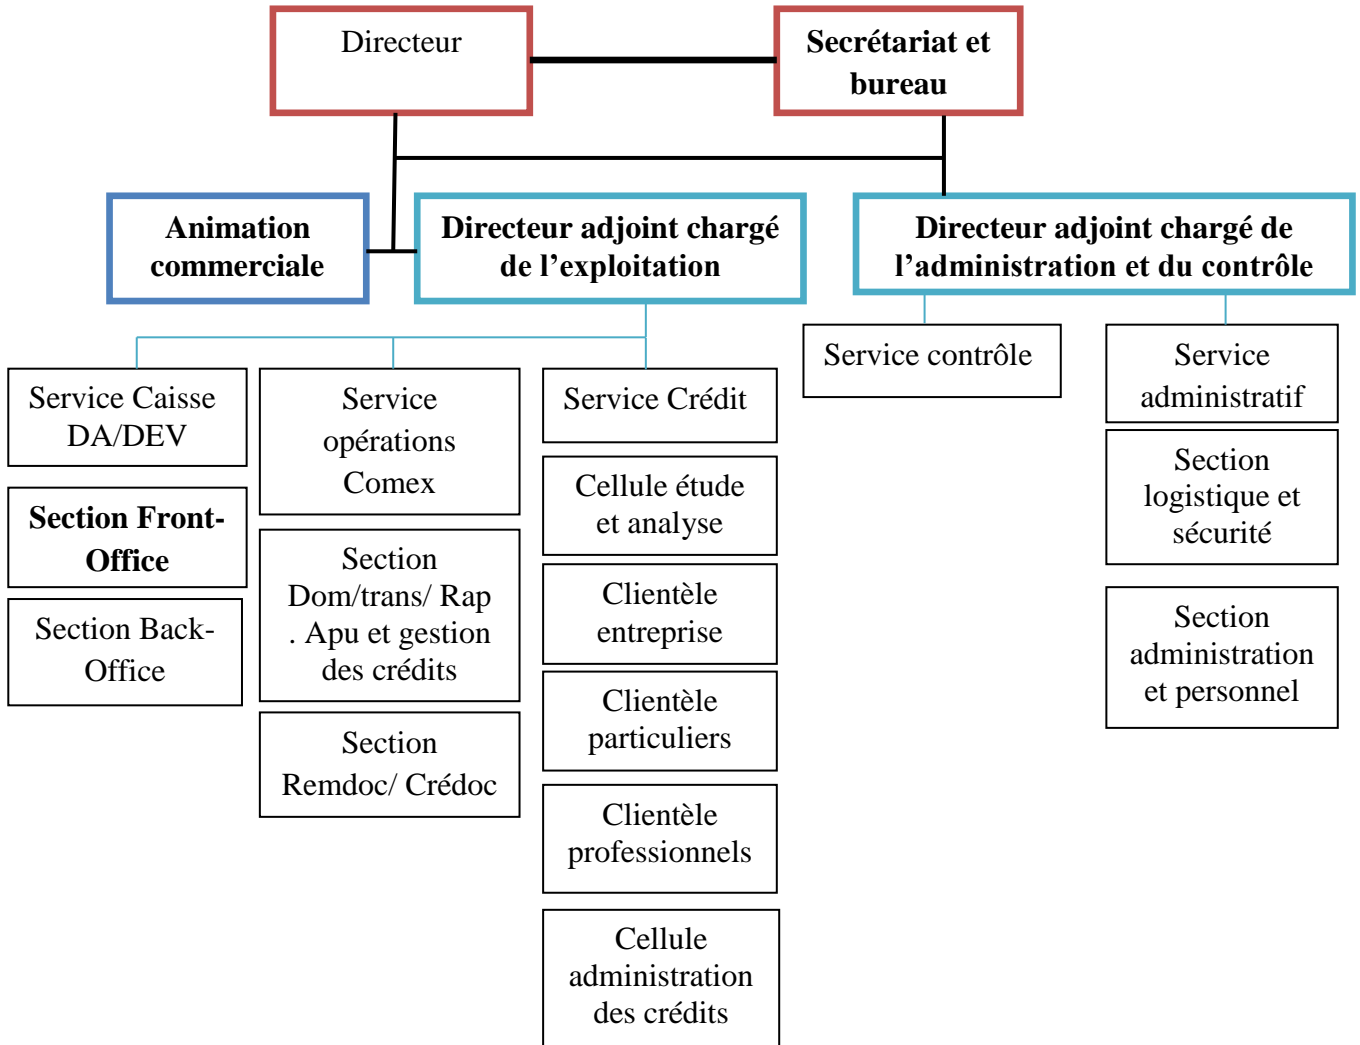 Directeur
Secrétariat et
bureau
Animation
commerciale
Directeur adjoint chargé
de l’exploitation
Directeur adjoint chargé de
l’administration et du contrôle
Service contrôle
Service
administratif
Service Caisse
DA/DEV
Service
opérations
Comex
Service Crédit
Section
logistique et
sécurité
Section Front-
Office
Cellule étude
et analyse
Section
Dom/trans/ Rap
. Apu et gestion
des crédits
Clientèle
entreprise
Section
administration
et personnel
Section Back-
Office
Clientèle
particuliers
Section
Remdoc/ Crédoc
Clientèle
professionnels
Cellule
administration
des crédits